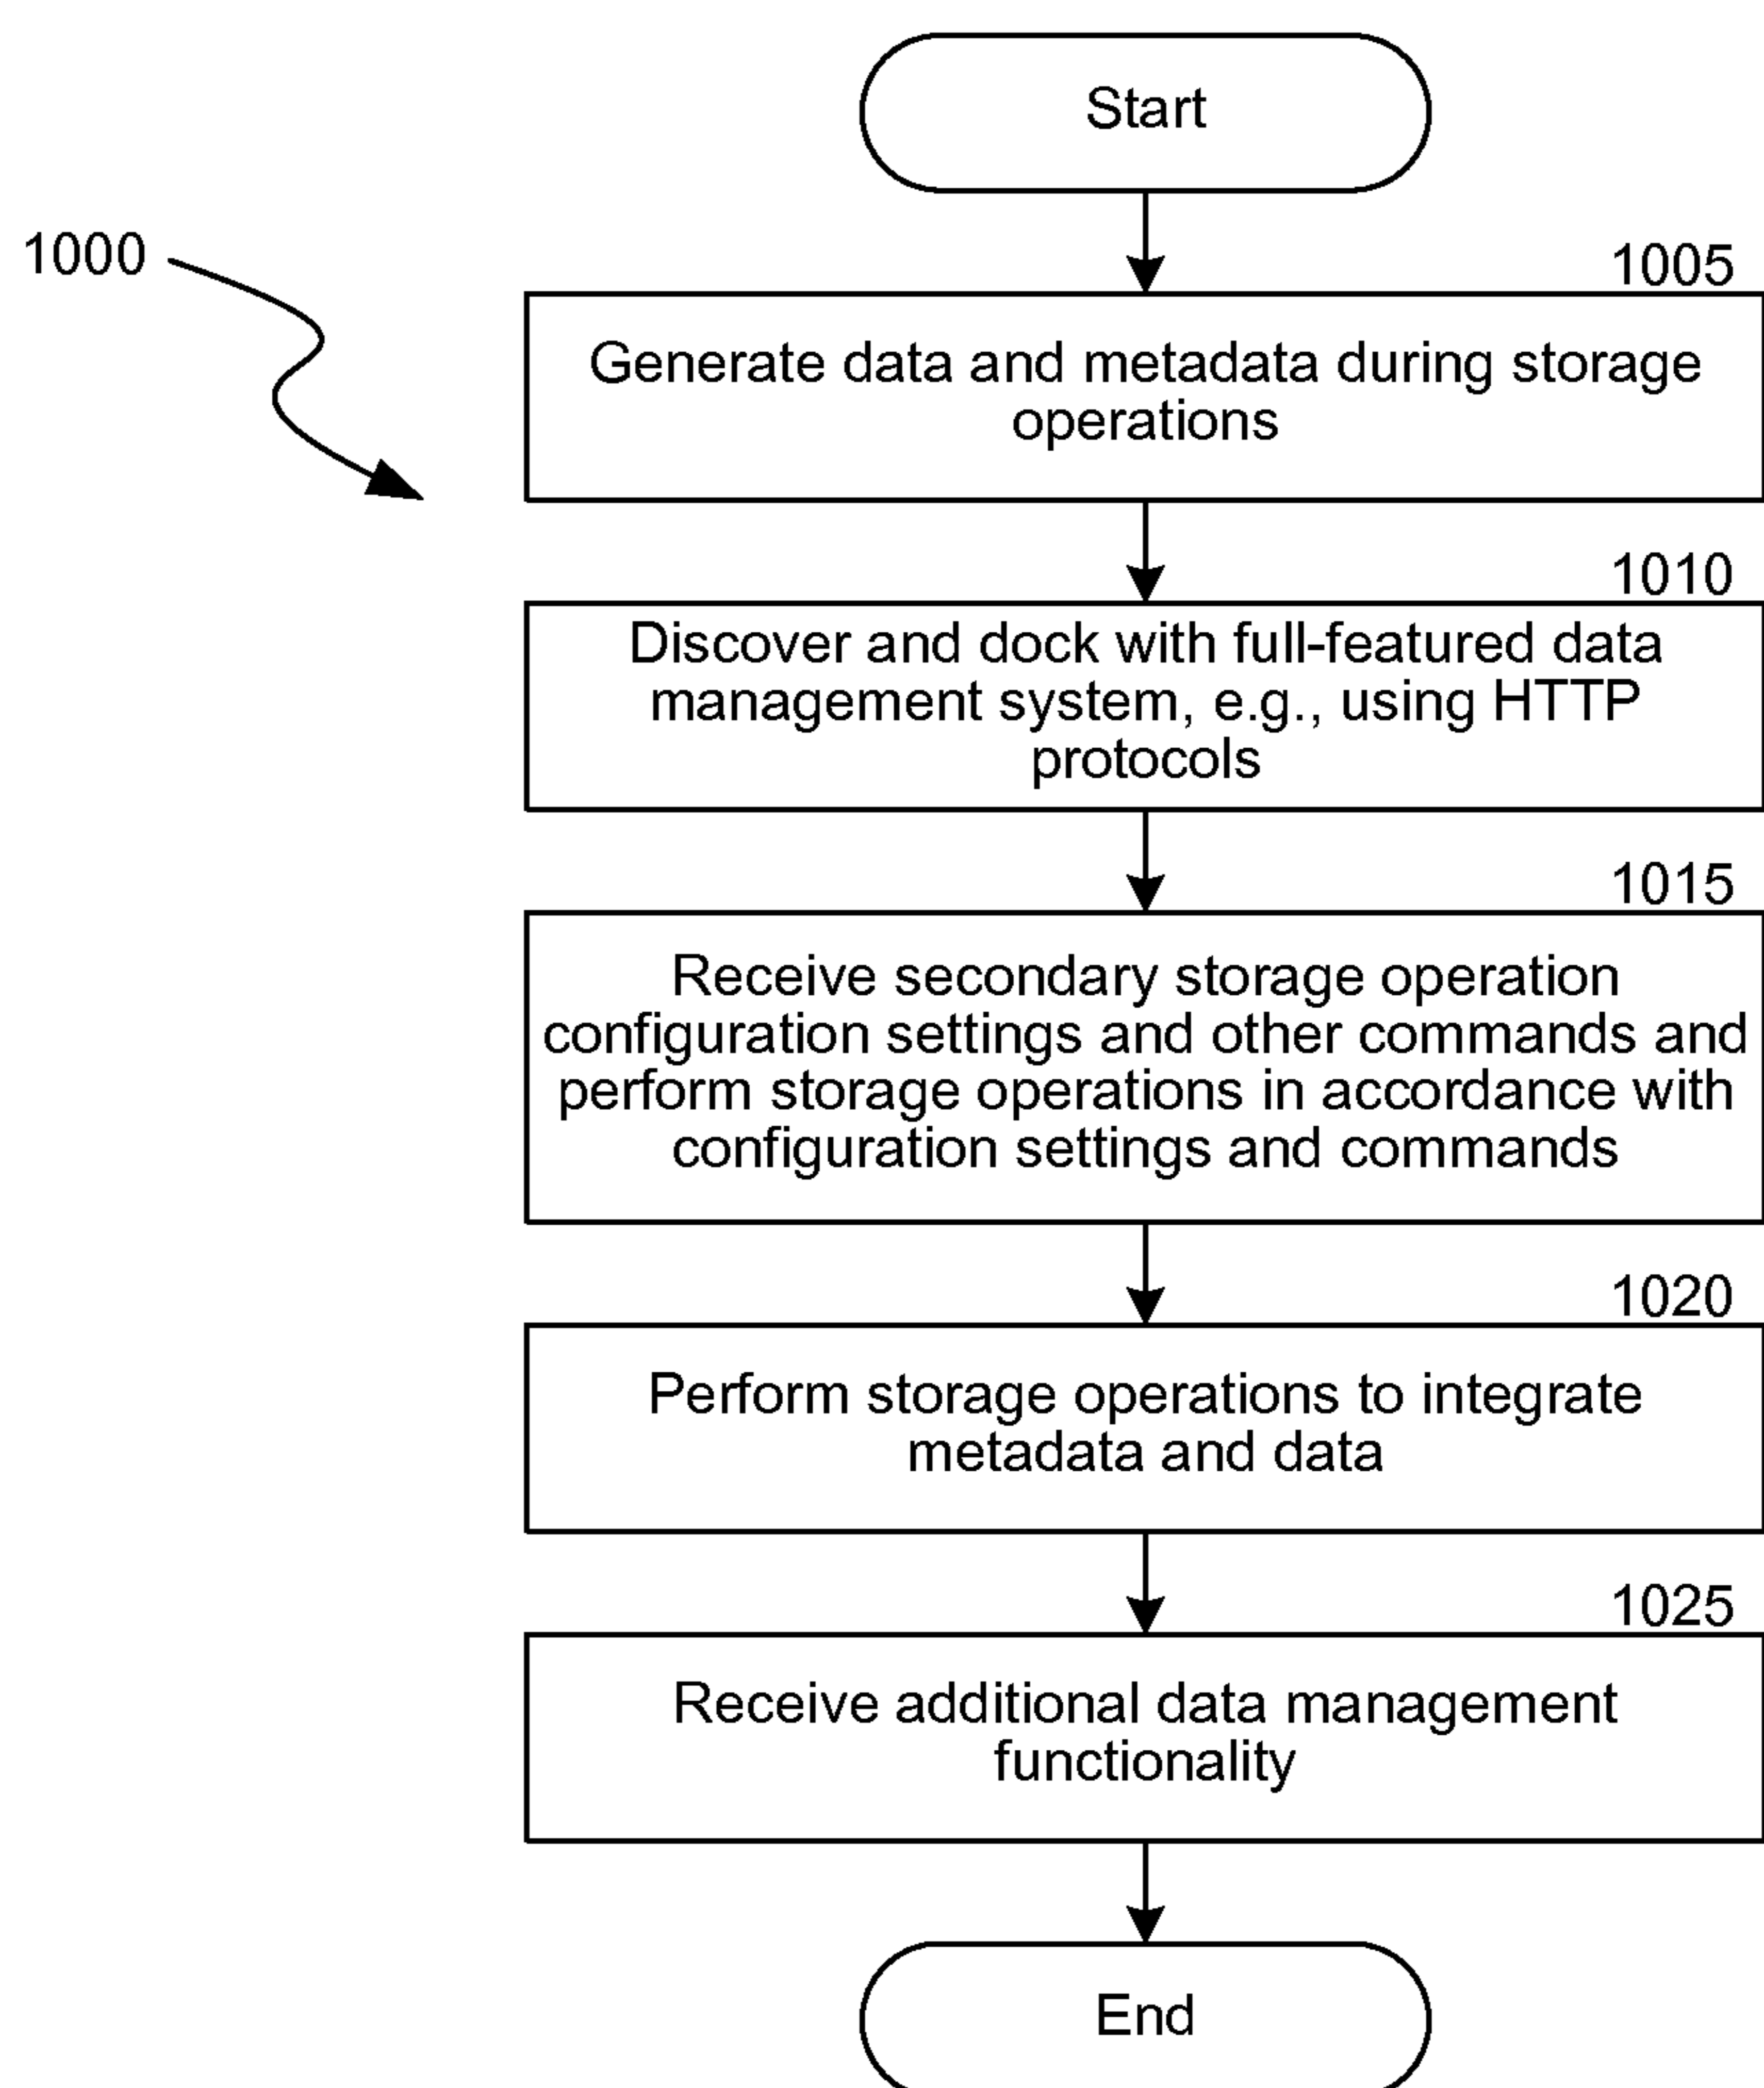 Start
1000
1005
Generate data and metadata during storage
operations
1010
Discover and dock with full-featured data
management system, e.g., using HTTP
protocols
1015
Receive secondary storage operation
configuration settings and other commands and
perform storage operations in accordance with
configuration settings and commands
1020
Perform storage operations to integrate
metadata and data
1025
Receive additional data management
functionality
End